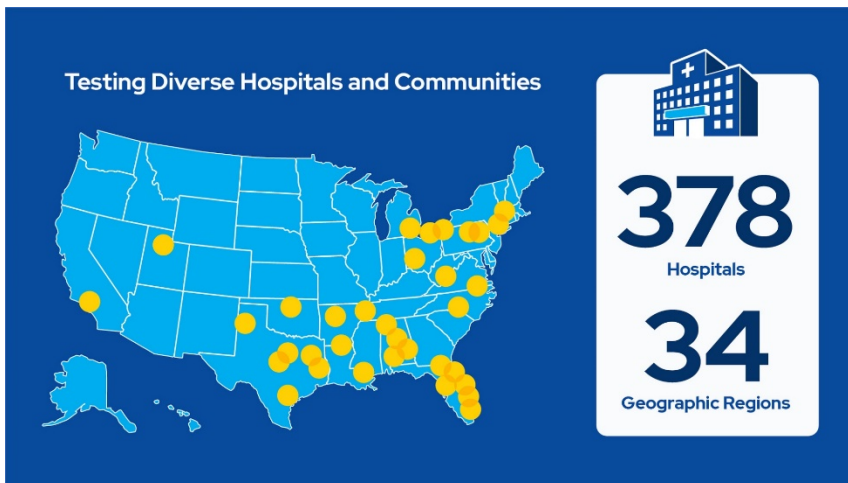 Testing Diverse Hospitals and Communities
378
Hospitals
34
Geographic Regions